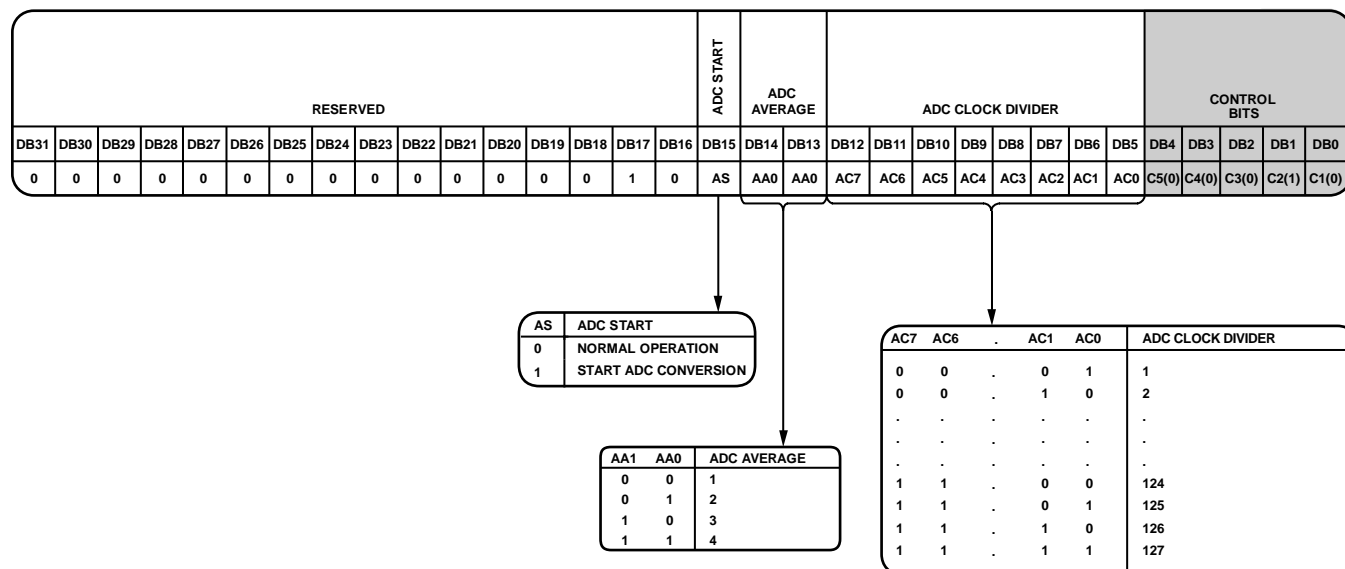 RESERVED ADC START ADC AVERAGE ADC CLOCK DIVIDER CONTROL BITS
DB31 DB30 DB29 DB28 DB27 DB26 DB25 DB24 DB23 DB22 DB21 DB20 DB19 DB18 DB17 DB16 DB15 DB14 DB13 DB12 DB11 DB10 DB9 DB8 DB7 DB6 DB5 DB4 DB3 DB2 DB1 DB0
0 0 0 0 0 0 0 0 0 0 0 0 0 0 1 0 AS AA0 AA0 AC7 AC6 AC5 AC4 AC3 AC2 AC1 AC0 C5(0) C4(0) C3(0) C2(1) C1(0)
AS ADC START
0 NORMAL OPERATION
1 START ADC CONVERSION
AA1 AA0 ADC AVERAGE
0 0 1
0 1 2
1 0 3
1 1 4
AC7 AC6 . AC1 AC0 ADC CLOCK DIVIDER
0 0 . 0 1 1
0 0 . 1 0 2
. . . . . .
. . . . . .
. . . . . .
1 1 . 0 0 124
1 1 . 0 1 125
1 1 . 1 0 126
1 1 . 1 1 127